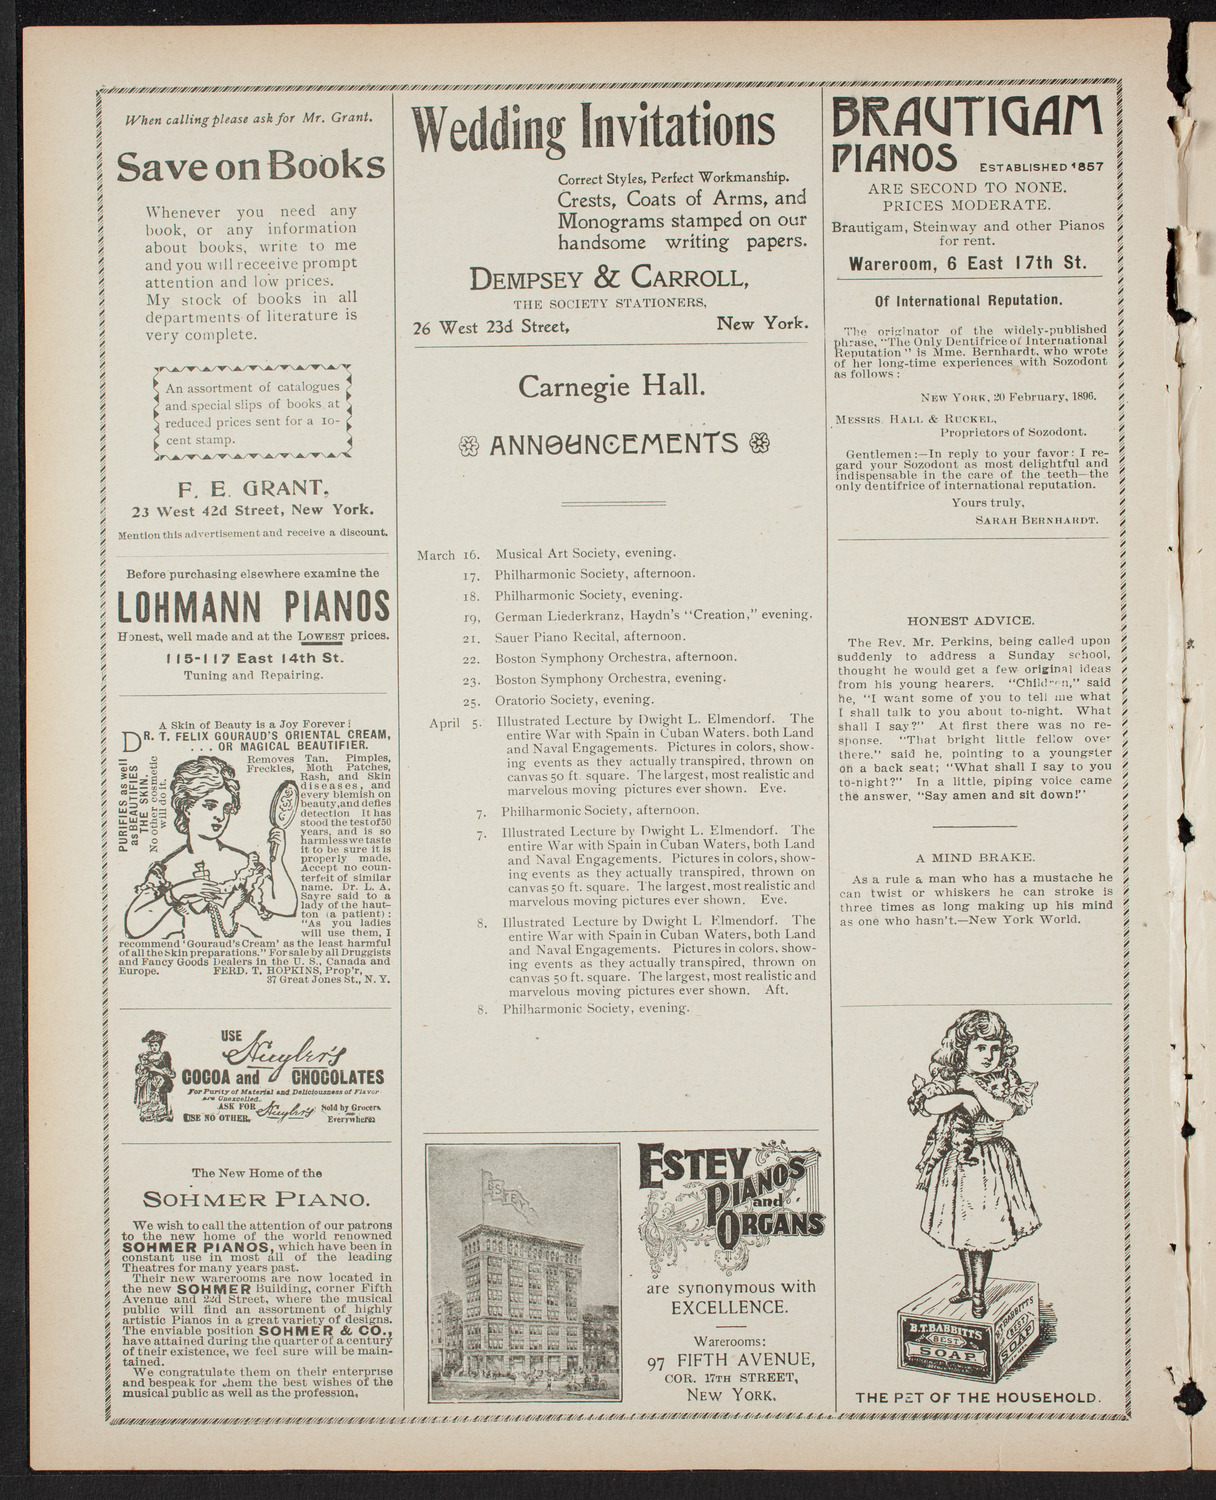 When calling please ask for Mr. Grant.
Save on Books
Whenever you need any
book, or any information
about books, write to me
and you will receeive prompt
attention and low prices.
My stock of books in all
departments of literature is
very complete.
An assortment of catalogues
and special slips of books at
reduced prices sent for a 10-
cent stamp.
F. E. GRANT,
23 West 42d Street, New York.
Mention this advertisement and receive a discount.
Before purchasing elsewhere examine the
LOHMANN PIANOS
Honest, well made and at the LOWEST prices.
115-117 East 14th St.
Tuning and Repairing.
A Skin of Beauty is a Joy Forever!
DR. T. FELIX GOURAUD'S ORIENTAL CREAM,
. . . OR MAGICAL BEAUTIFIER.
PURIFIES as well
as BEAUTIFIES
THE SKIN.
No other cosmetic
will do it.
Removes Tan, Pimples,
Freckles, Moth Patches,
Rash, and Skin
diseases, and
every blemish on
beauty, and defies
detection It has
stood the test of 50
years, and is so
harmless we taste
it to be sure it is
properly made.
Accept no coun-
terfeit of similar
name. Dr. L. A.
Sayre said to a
lady of the haut-
ton (a patient):
"As you ladies
will use them, I
recommend 'Gouraud's Cream' as the least harmful
of all the Skin preparations." For sale by all Druggists
and Fancy Goods Dealers in the U. S., Canada and
Europe. FERD. T. HOPKINS, Prop'r,
37 Great Jones St., N. Y.
USE
Huyler's
COCOA and CHOCOLATES
For Purity of Material and Deliciousness of Flavor
are Unexcelled.
ASK FOR Huyler's Sold by Grocers
USE NO OTHER. Everywhere
The New Home of the
SOHMER PIANO.
We wish to call the attention of our patrons
to the new home of the world renowned
SOHMER PIANOS, which have been in
constant use in most all of the leading
Theatres for many years past.
Their new warerooms are now located in
the new SOHMER Building, corner Fifth
Avenue and 22d Street, where the musical
public will find an assortment of highly
artistic Pianos in a great variety of designs.
The enviable position SOHMER & CO.,
have attained during the quarter of a century
of their existence, we feel sure will be main-
tained.
We congratulate them on their enterprise
and bespeak for them the best wishes of the
musical public as well as the profession.
Wedding Invitations
Correct Styles, Perfect Workmanship.
Crests, Coats of Arms, and
Monograms stamped on our
handsome writing papers.
DEMPSEY & CARROLL,
THE SOCIETY STATIONERS,
26 West 23d Street, New York.
Carnegie Hall.
ANNOUNCEMENTS
March 16. Musical Art Society, evening.
17. Philharmonic Society, afternoon.
18. Philharmonic Society, evening.
19, German Liederkranz, Haydn's "Creation," evening.
21. Sauer Piano Recital, afternoon.
22. Boston Symphony Orchestra, afternoon.
23. Boston Symphony Orchestra, evening.
25. Oratorio Society, evening.
April 5. Illustrated Lecture by Dwight L. Elmendorf. The
entire War with Spain in Cuban Waters, both Land
and Naval Engagements. Pictures in colors, show-
ing events as they actually transpired, thrown on
canvas 50 ft. square. The largest, most realistic and
marvelous moving pictures ever shown. Eve.
7. Philharmonic Society, afternoon.
7. Illustrated Lecture by Dwight L. Elmendorf. The
entire War with Spain in Cuban Waters, both Land
and Naval Engagements. Pictures in colors, show-
ing events as they actually transpired, thrown on
canvas 50 ft. square. The largest, most realistic and
marvelous moving pictures ever shown. Eve.
8. Illustrated Lecture by Dwight L Elmendorf. The
entire War with Spain in Cuban Waters, both Land
and Naval Engagements. Pictures in colors, show-
ing events as they actually transpired, thrown on
canvas 50 ft. square. The largest, most realistic and
marvelous moving pictures ever shown. Aft.
8. Philharmonic Society, evening.
ESTEY
ESTEY
PIANOS
and
ORGANS
are synonymous with
EXCELLENCE.
Warerooms:
97 FIFTH AVENUE,
COR. 17TH STREET,
NEW YORK.
BRAUTIGAM
PIANOS ESTABLISHED 1857
ARE SECOND TO NONE.
PRICES MODERATE.
Brautigam, Steinway and other Pianos
for rent.
Wareroom, 6 East 17th St.
Of International Reputation.
The originator of the widely-published
phrase, "The Only Dentifrice of International
Reputation" is Mme. Bernhardt, who wrote
of her long-time experiences with Sozodont
as follows:
NEW YORK, 20 February, 1896.
MESSRS. HALL & RUCKEL,
Proprietors of Sozodont.
Gentlemen:—In reply to your favor: I re-
gard your Sozodont as most delightful and
indispensable in the care of the teeth—the
only dentifrice of international reputation.
Yours truly,
SARAH BERNHARDT.
HONEST ADVICE.
The Rev. Mr. Perkins, being called upon
suddenly to address a Sunday school,
thought he would get a few original ideas
from his young hearers. "Children," said
he, "I want some of you to tell me what
I shall talk to you about to-night. What
shall I say?" At first there was no re-
sponse. "That bright little fellow over
there." said he, pointing to a youngster
on a back seat; "What shall I say to you
to-night?" In a little, piping voice came
the answer, "Say amen and sit down!"
A MIND BRAKE.
As a rule a man who has a mustache he
can twist or whiskers he can stroke is
three times as long making up his mind
as one who hasn't.—New York World.
B.T. BABBITT'S
BEST
SOAP
B.T. BABBITT'S
BEST
SOAP
THE PET OF THE HOUSEHOLD.